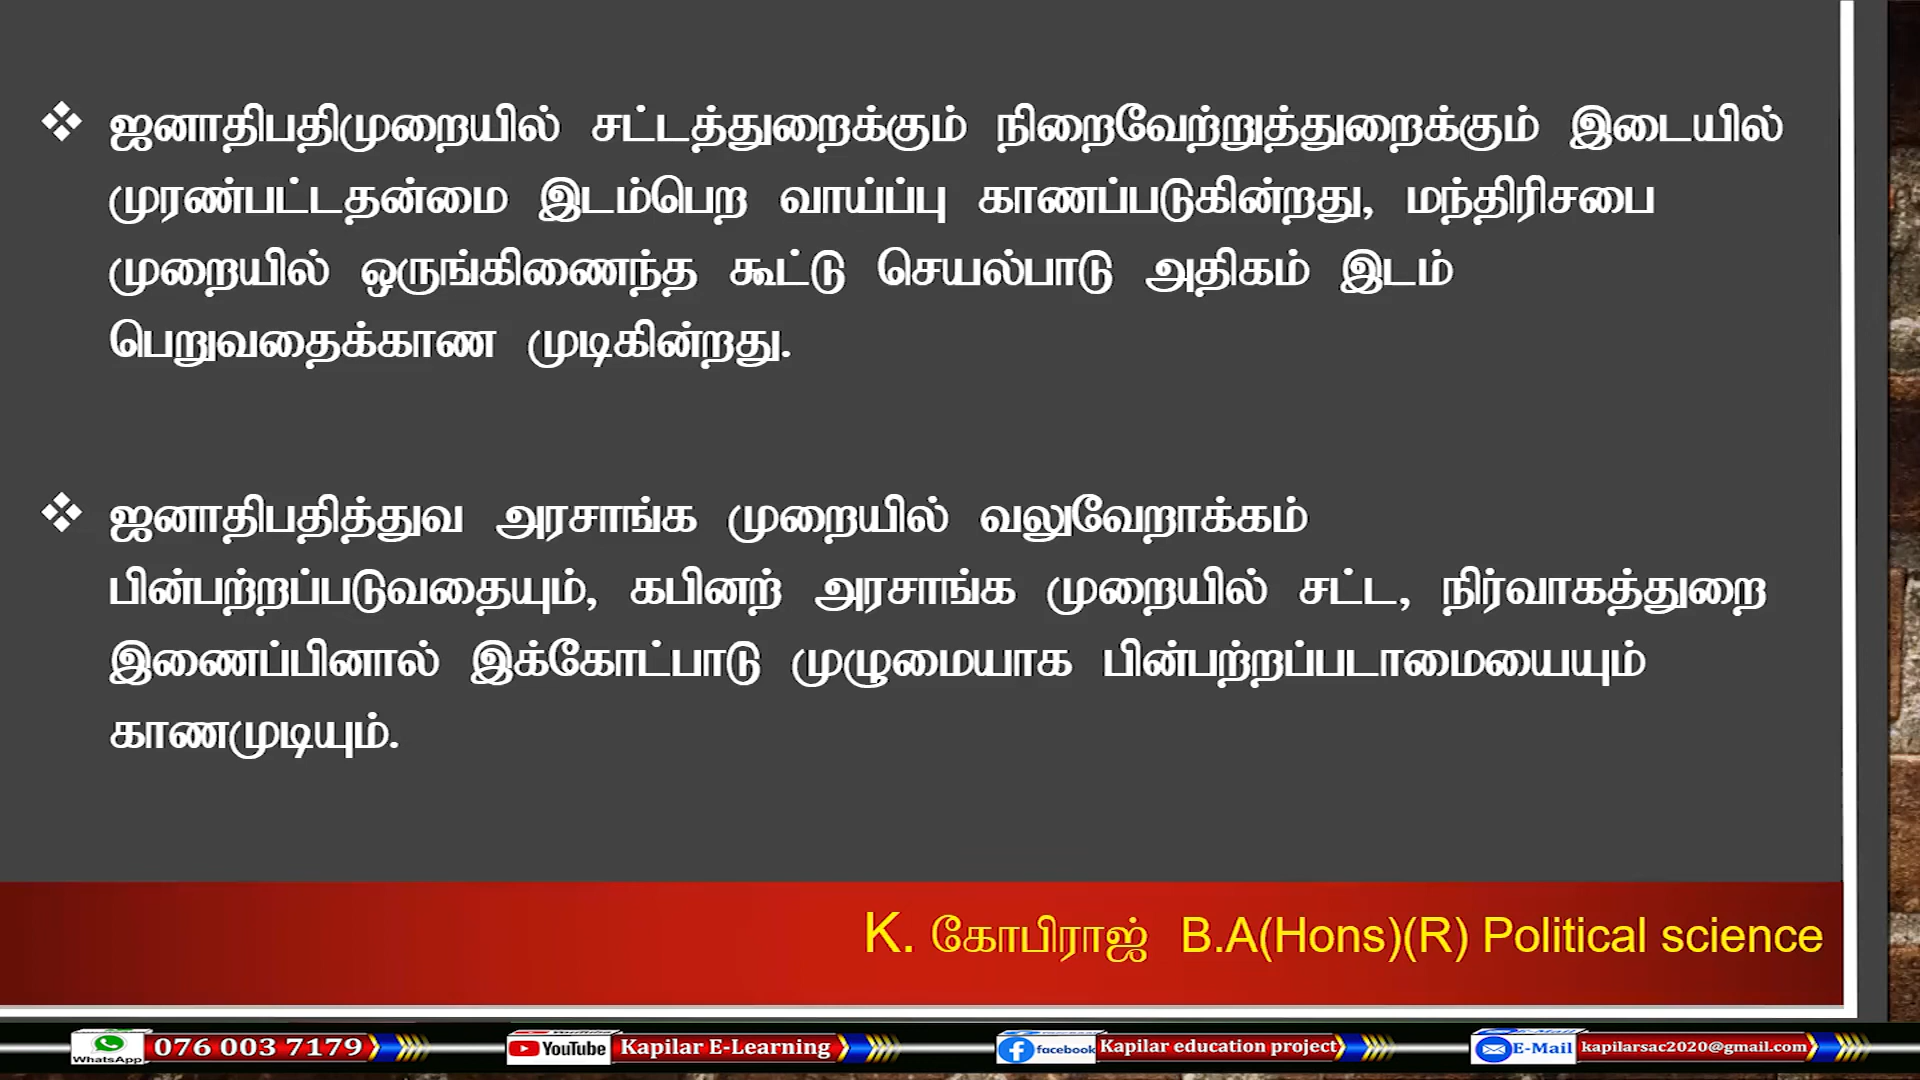 ❖ ஜனாதிபதிமுறையில் சட்டத்துறைக்கும் நிறைவேற்றுத்துறைக்கும் இடையில்
முரண்பட்டதன்மை இடம்பெற வாய்ப்பு காணப்படுகின்றது, மந்திரிசபை
முறையில் ஒருங்கிணைந்த கூட்டு செயல்பாடு அதிகம் இடம்
பெறுவதைக்காண முடிகின்றது.
❖ ஜனாதிபதித்துவ அரசாங்க முறையில் வலுவேறாக்கம்
பின்பற்றப்படுவதையும், கபினற் அரசாங்க முறையில் சட்ட, நிர்வாகத்துறை
இணைப்பினால் இக்கோட்பாடு முழுமையாக பின்பற்றப்படாமையையும்
காணமுடியும்.
K. கோபிராஜ் B.A(Hons)(R) Political science
WhatsApp 076 003 7179 YouTube Kapilar E-Learning facebook Kapilar education project E-Mail kapilarsac2020@gmail.com